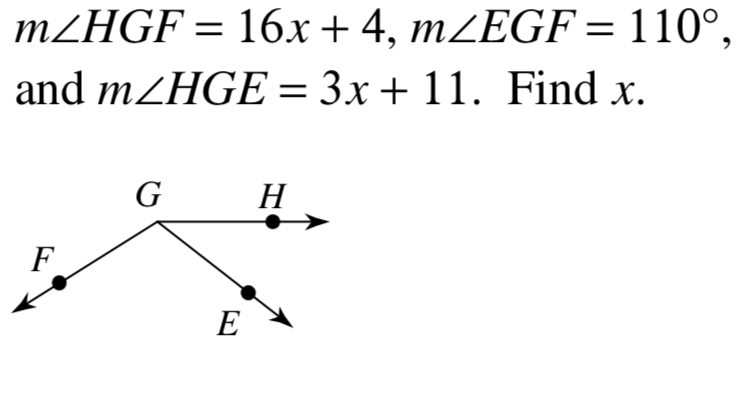 m∠HGF = 16x + 4, m∠EGF = 110°,
and m∠HGE = 3x + 11. Find x.
G H
F
E